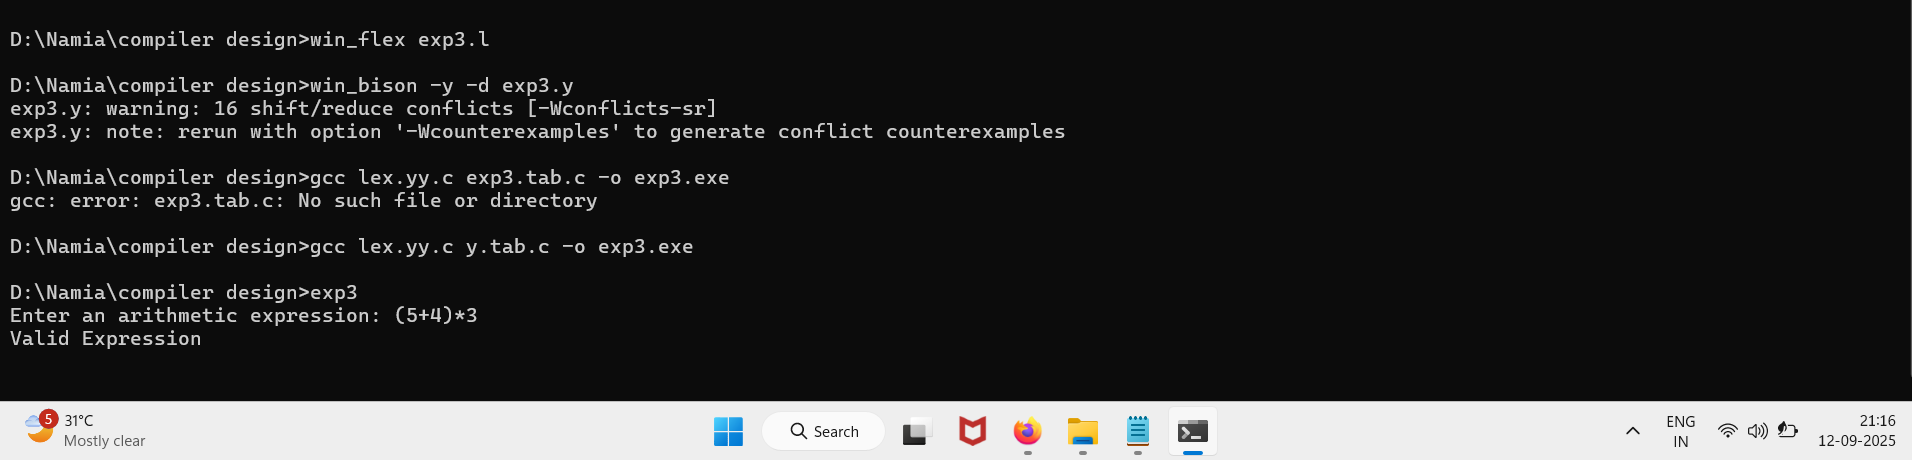 D:\Namia\compiler design>win_flex exp3.l
D:\Namia\compiler design>win_bison -y -d exp3.y
exp3.y: warning: 16 shift/reduce conflicts [-Wconflicts-sr]
exp3.y: note: rerun with option '-Wcounterexamples' to generate conflict counterexamples
D:\Namia\compiler design>gcc lex.yy.c exp3.tab.c -o exp3.exe
gcc: error: exp3.tab.c: No such file or directory
D:\Namia\compiler design>gcc lex.yy.c y.tab.c -o exp3.exe
D:\Namia\compiler design>exp3
Enter an arithmetic expression: (5+4)*3
Valid Expression
5
31°C
Mostly clear
Search
ENG
IN
21:16
12-09-2025